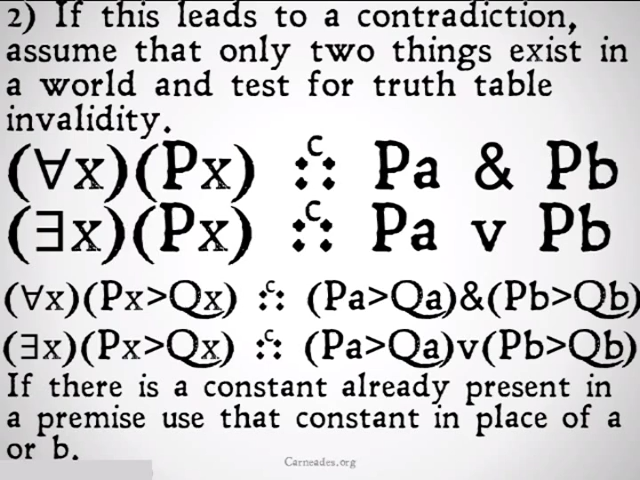 2) If this leads to a contradiction,
assume that only two things exist in
a world and test for truth table
invalidity.
(∀x)(Px) ⸬ᶜ Pa & Pb
(∃x)(Px) ⸬ᶜ Pa v Pb
(∀x)(Px>Qx) ⸬ᶜ (Pa>Qa)&(Pb>Qb)
(∃x)(Px>Qx) ⸬ᶜ (Pa>Qa)v(Pb>Qb)
If there is a constant already present in
a premise use that constant in place of a
or b.
Carneades.org